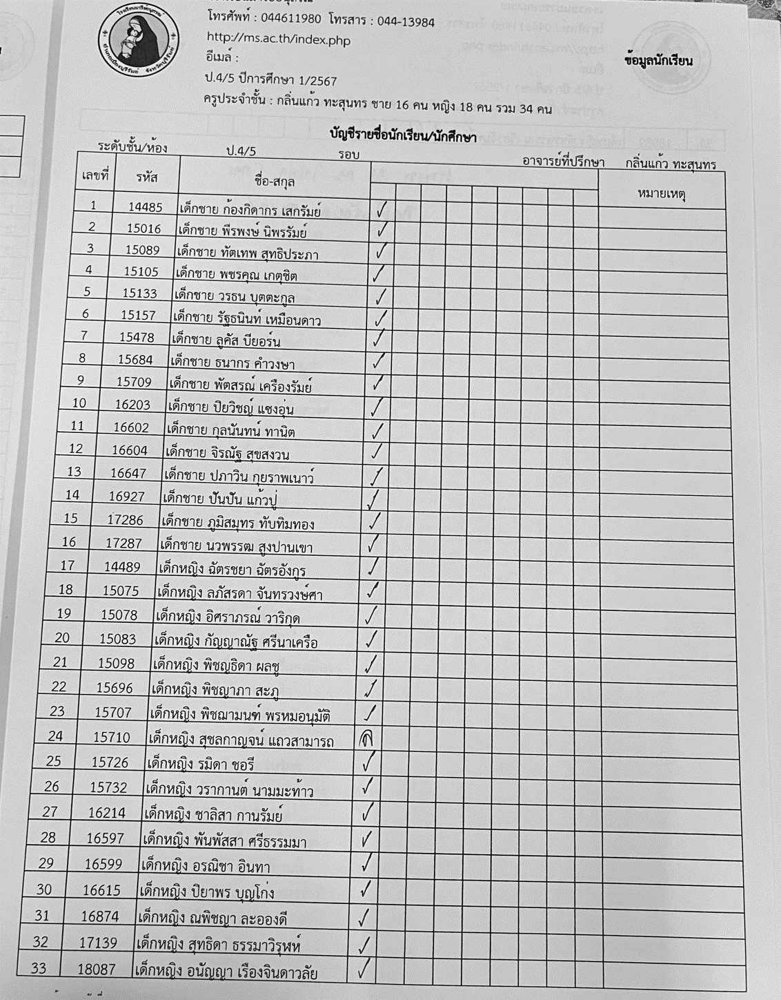 โทรศัพท์ : 044611980 โทรสาร : 044-13984
http://ms.ac.th/index.php
อีเมล์ :
ข้อมูลนักเรียน
ป.4/5 ปีการศึกษา 1/2567
ครูประจำชั้น : กลิ่นแก้ว ทะสุนทร ชาย 16 คน หญิง 18 คน รวม 34 คน
บัญชีรายชื่อนักเรียน/นักศึกษา
ระดับชั้น/ห้อง ป.4/5 รอบ อาจารย์ที่ปรึกษา กลิ่นแก้ว ทะสุนทร
เลขที่ รหัส ชื่อ-สกุล หมายเหตุ
1 14485 เด็กชาย ก้องกิดากร เสกรัมย์ ✓
2 15016 เด็กชาย พีรพงษ์ นิพรรัมย์ ✓
3 15089 เด็กชาย ทัตเทพ สุทธิประภา ✓
4 15105 เด็กชาย พชรคุณ เกตุชิต ✓
5 15133 เด็กชาย วรธน บุตตะกูล ✓
6 15157 เด็กชาย รัฐธนินท์ เหมือนดาว ✓
7 15478 เด็กชาย ลูคัส บียอร์น ✓
8 15684 เด็กชาย ธนากร คำวงษา ✓
9 15709 เด็กชาย พัตสรณ์ เครืองรัมย์ ✓
10 16203 เด็กชาย ปิยวิชญ์ แซงอุ่น ✓
11 16602 เด็กชาย กุลนันทน์ ทานิต ✓
12 16604 เด็กชาย จิรณัฐ สุขสงวน ✓
13 16647 เด็กชาย ปภาวิน กุยราพเนาว์ ✓
14 16927 เด็กชาย ปันปัน แก้วปู่ ✓
15 17286 เด็กชาย ภูมิสมุทร ทับทิมทอง ✓
16 17287 เด็กชาย นวพรรฒ สูงปานเขา ✓
17 14489 เด็กหญิง ฉัตรชยา ฉัตรอังกูร ✓
18 15075 เด็กหญิง ลภัสรดา จันทรวงษ์ศา ✓
19 15078 เด็กหญิง อิศราภรณ์ วาริกุด ✓
20 15083 เด็กหญิง กัญญาณัฐ ศรีนาเครือ ✓
21 15098 เด็กหญิง พิชญธิดา ผลชู ✓
22 15696 เด็กหญิง พิชญาภา สะภู ✓
23 15707 เด็กหญิง พิชฌามนฑ์ พรหมอนุมัติ ✓
24 15710 เด็กหญิง สุชลกาญจน์ แถวสามารถ
25 15726 เด็กหญิง รมิดา ชอรี ✓
26 15732 เด็กหญิง วรากานต์ นามมะท้าว ✓
27 16214 เด็กหญิง ชาลิสา กานรัมย์ ✓
28 16597 เด็กหญิง พันพัสสา ศรีธรรมมา ✓
29 16599 เด็กหญิง อรณิชา อินทา ✓
30 16615 เด็กหญิง ปิยาพร บุญโก่ง ✓
31 16874 เด็กหญิง ณพิชญา ละอองดี ✓
32 17139 เด็กหญิง สุทธิดา ธรรมาวิรุฬห์ ✓
33 18087 เด็กหญิง อนัญญา เรืองจินดาวลัย ✓